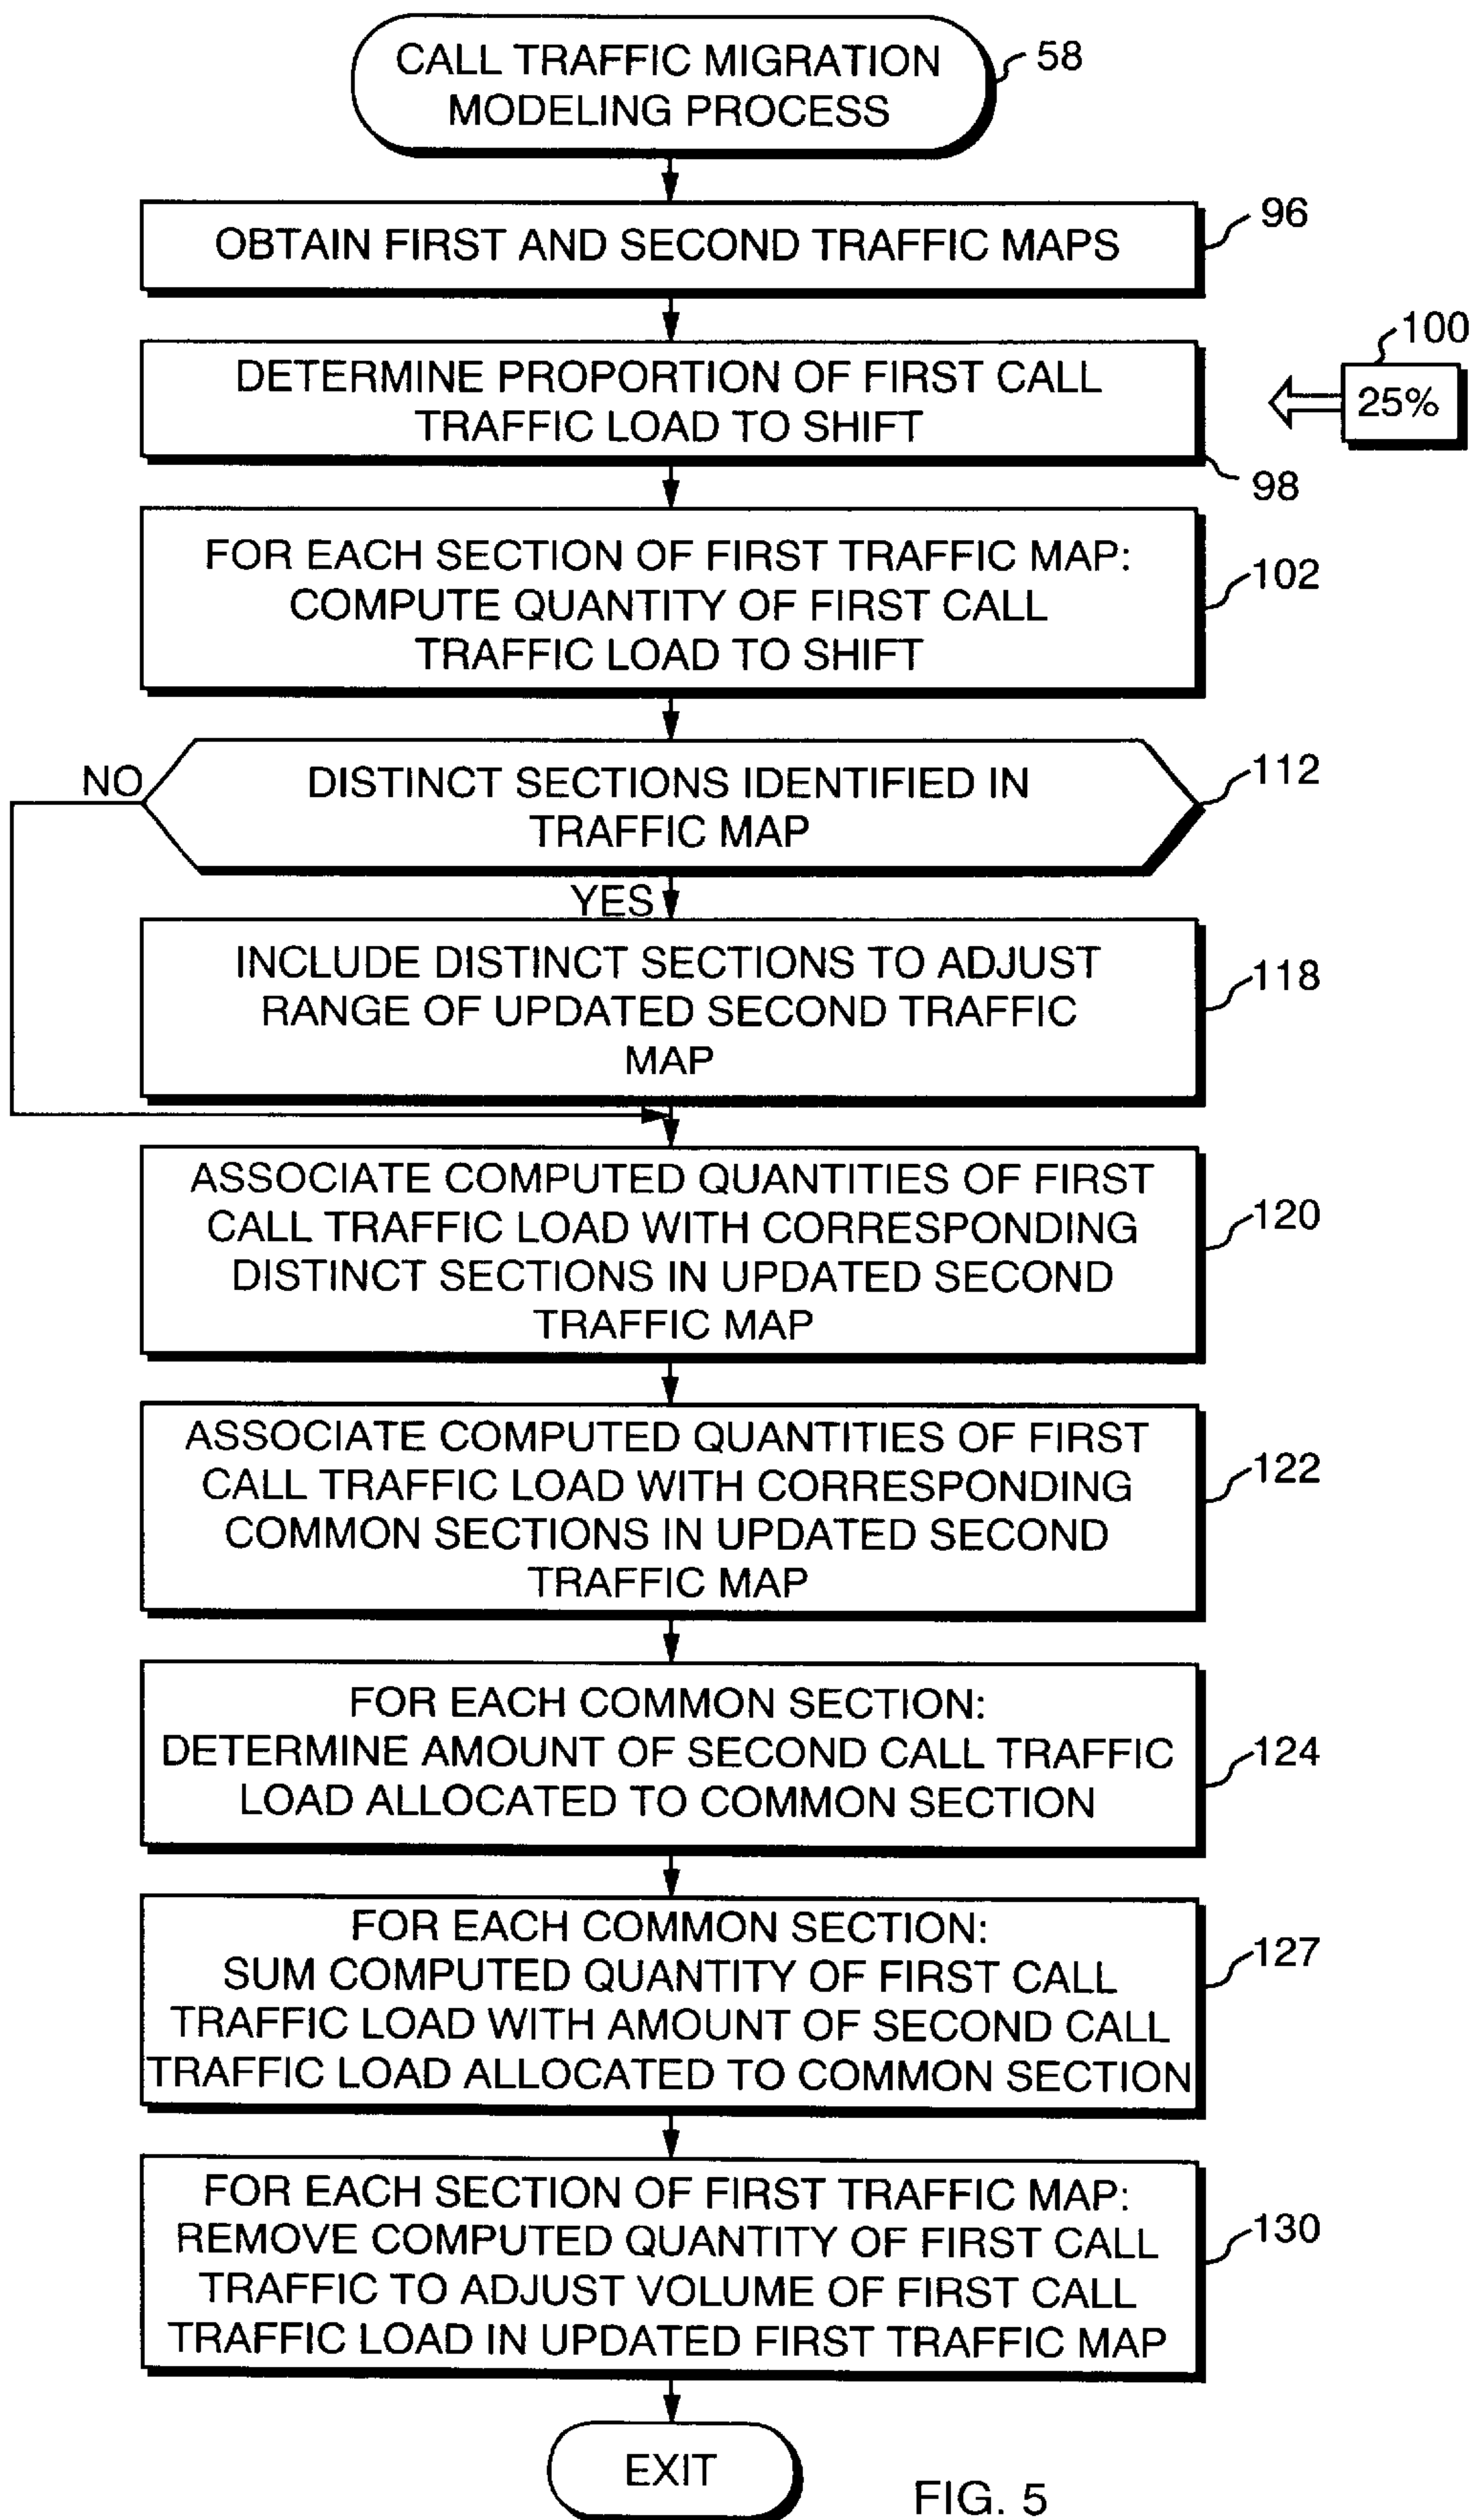 CALL TRAFFIC MIGRATION
MODELING PROCESS
58
OBTAIN FIRST AND SECOND TRAFFIC MAPS
96
DETERMINE PROPORTION OF FIRST CALL
TRAFFIC LOAD TO SHIFT
98
100
25%
FOR EACH SECTION OF FIRST TRAFFIC MAP:
COMPUTE QUANTITY OF FIRST CALL
TRAFFIC LOAD TO SHIFT
102
DISTINCT SECTIONS IDENTIFIED IN
TRAFFIC MAP
112
NO
YES
INCLUDE DISTINCT SECTIONS TO ADJUST
RANGE OF UPDATED SECOND TRAFFIC
MAP
118
ASSOCIATE COMPUTED QUANTITIES OF FIRST
CALL TRAFFIC LOAD WITH CORRESPONDING
DISTINCT SECTIONS IN UPDATED SECOND
TRAFFIC MAP
120
ASSOCIATE COMPUTED QUANTITIES OF FIRST
CALL TRAFFIC LOAD WITH CORRESPONDING
COMMON SECTIONS IN UPDATED SECOND
TRAFFIC MAP
122
FOR EACH COMMON SECTION:
DETERMINE AMOUNT OF SECOND CALL TRAFFIC
LOAD ALLOCATED TO COMMON SECTION
124
FOR EACH COMMON SECTION:
SUM COMPUTED QUANTITY OF FIRST CALL
TRAFFIC LOAD WITH AMOUNT OF SECOND CALL
TRAFFIC LOAD ALLOCATED TO COMMON SECTION
127
FOR EACH SECTION OF FIRST TRAFFIC MAP:
REMOVE COMPUTED QUANTITY OF FIRST CALL
TRAFFIC TO ADJUST VOLUME OF FIRST CALL
TRAFFIC LOAD IN UPDATED FIRST TRAFFIC MAP
130
EXIT
FIG. 5